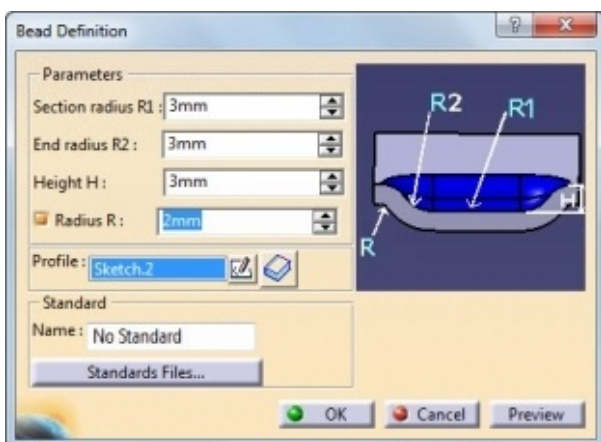 Bead Definition
?
X
Parameters
Section radius R1 : 3mm
End radius R2 : 3mm
Height H : 3mm
Radius R : 2mm
Profile : Sketch.2
Standard
Name : No Standard
Standards Files...
R2
R1
H
R
OK
Cancel
Preview